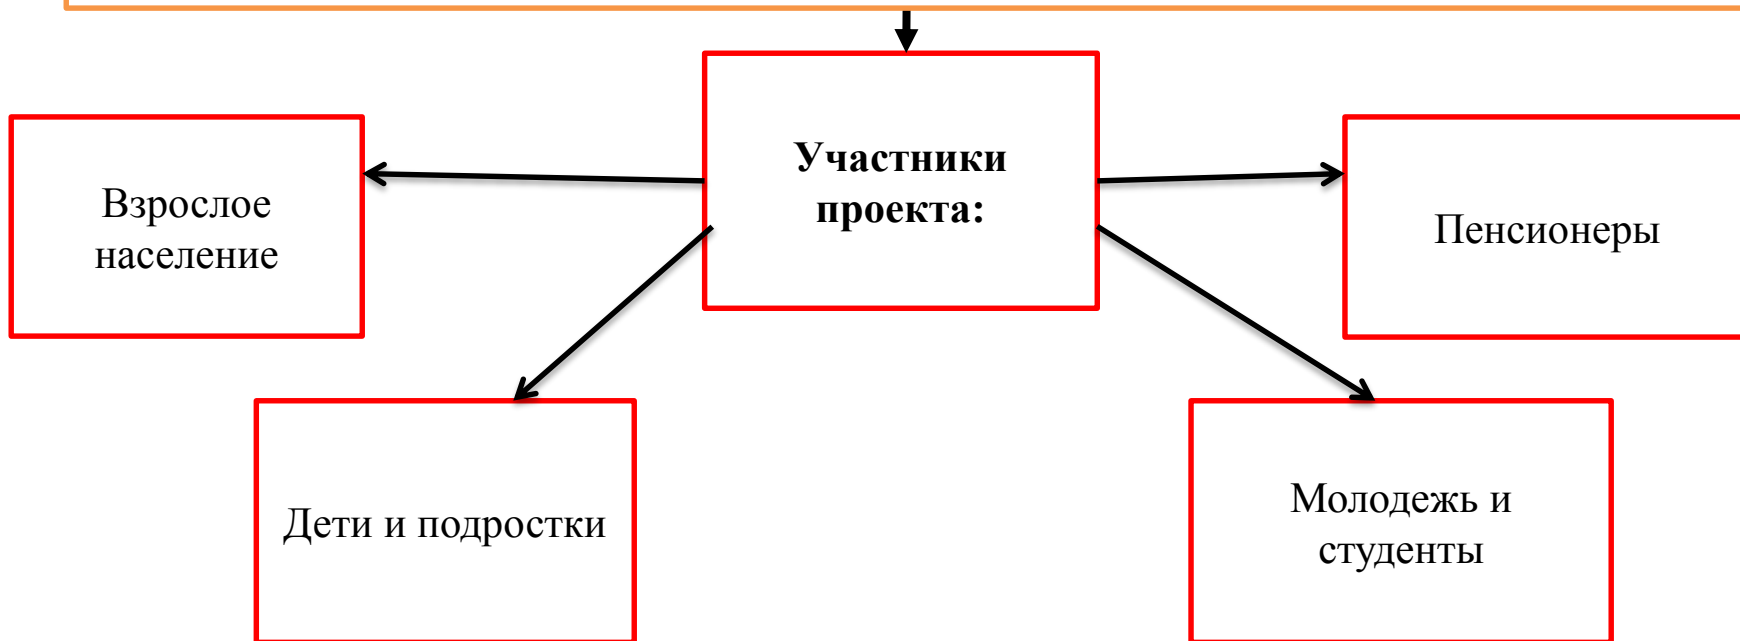 Участники
проекта:
Взрослое
население
Пенсионеры
Дети и подростки
Молодежь и
студенты